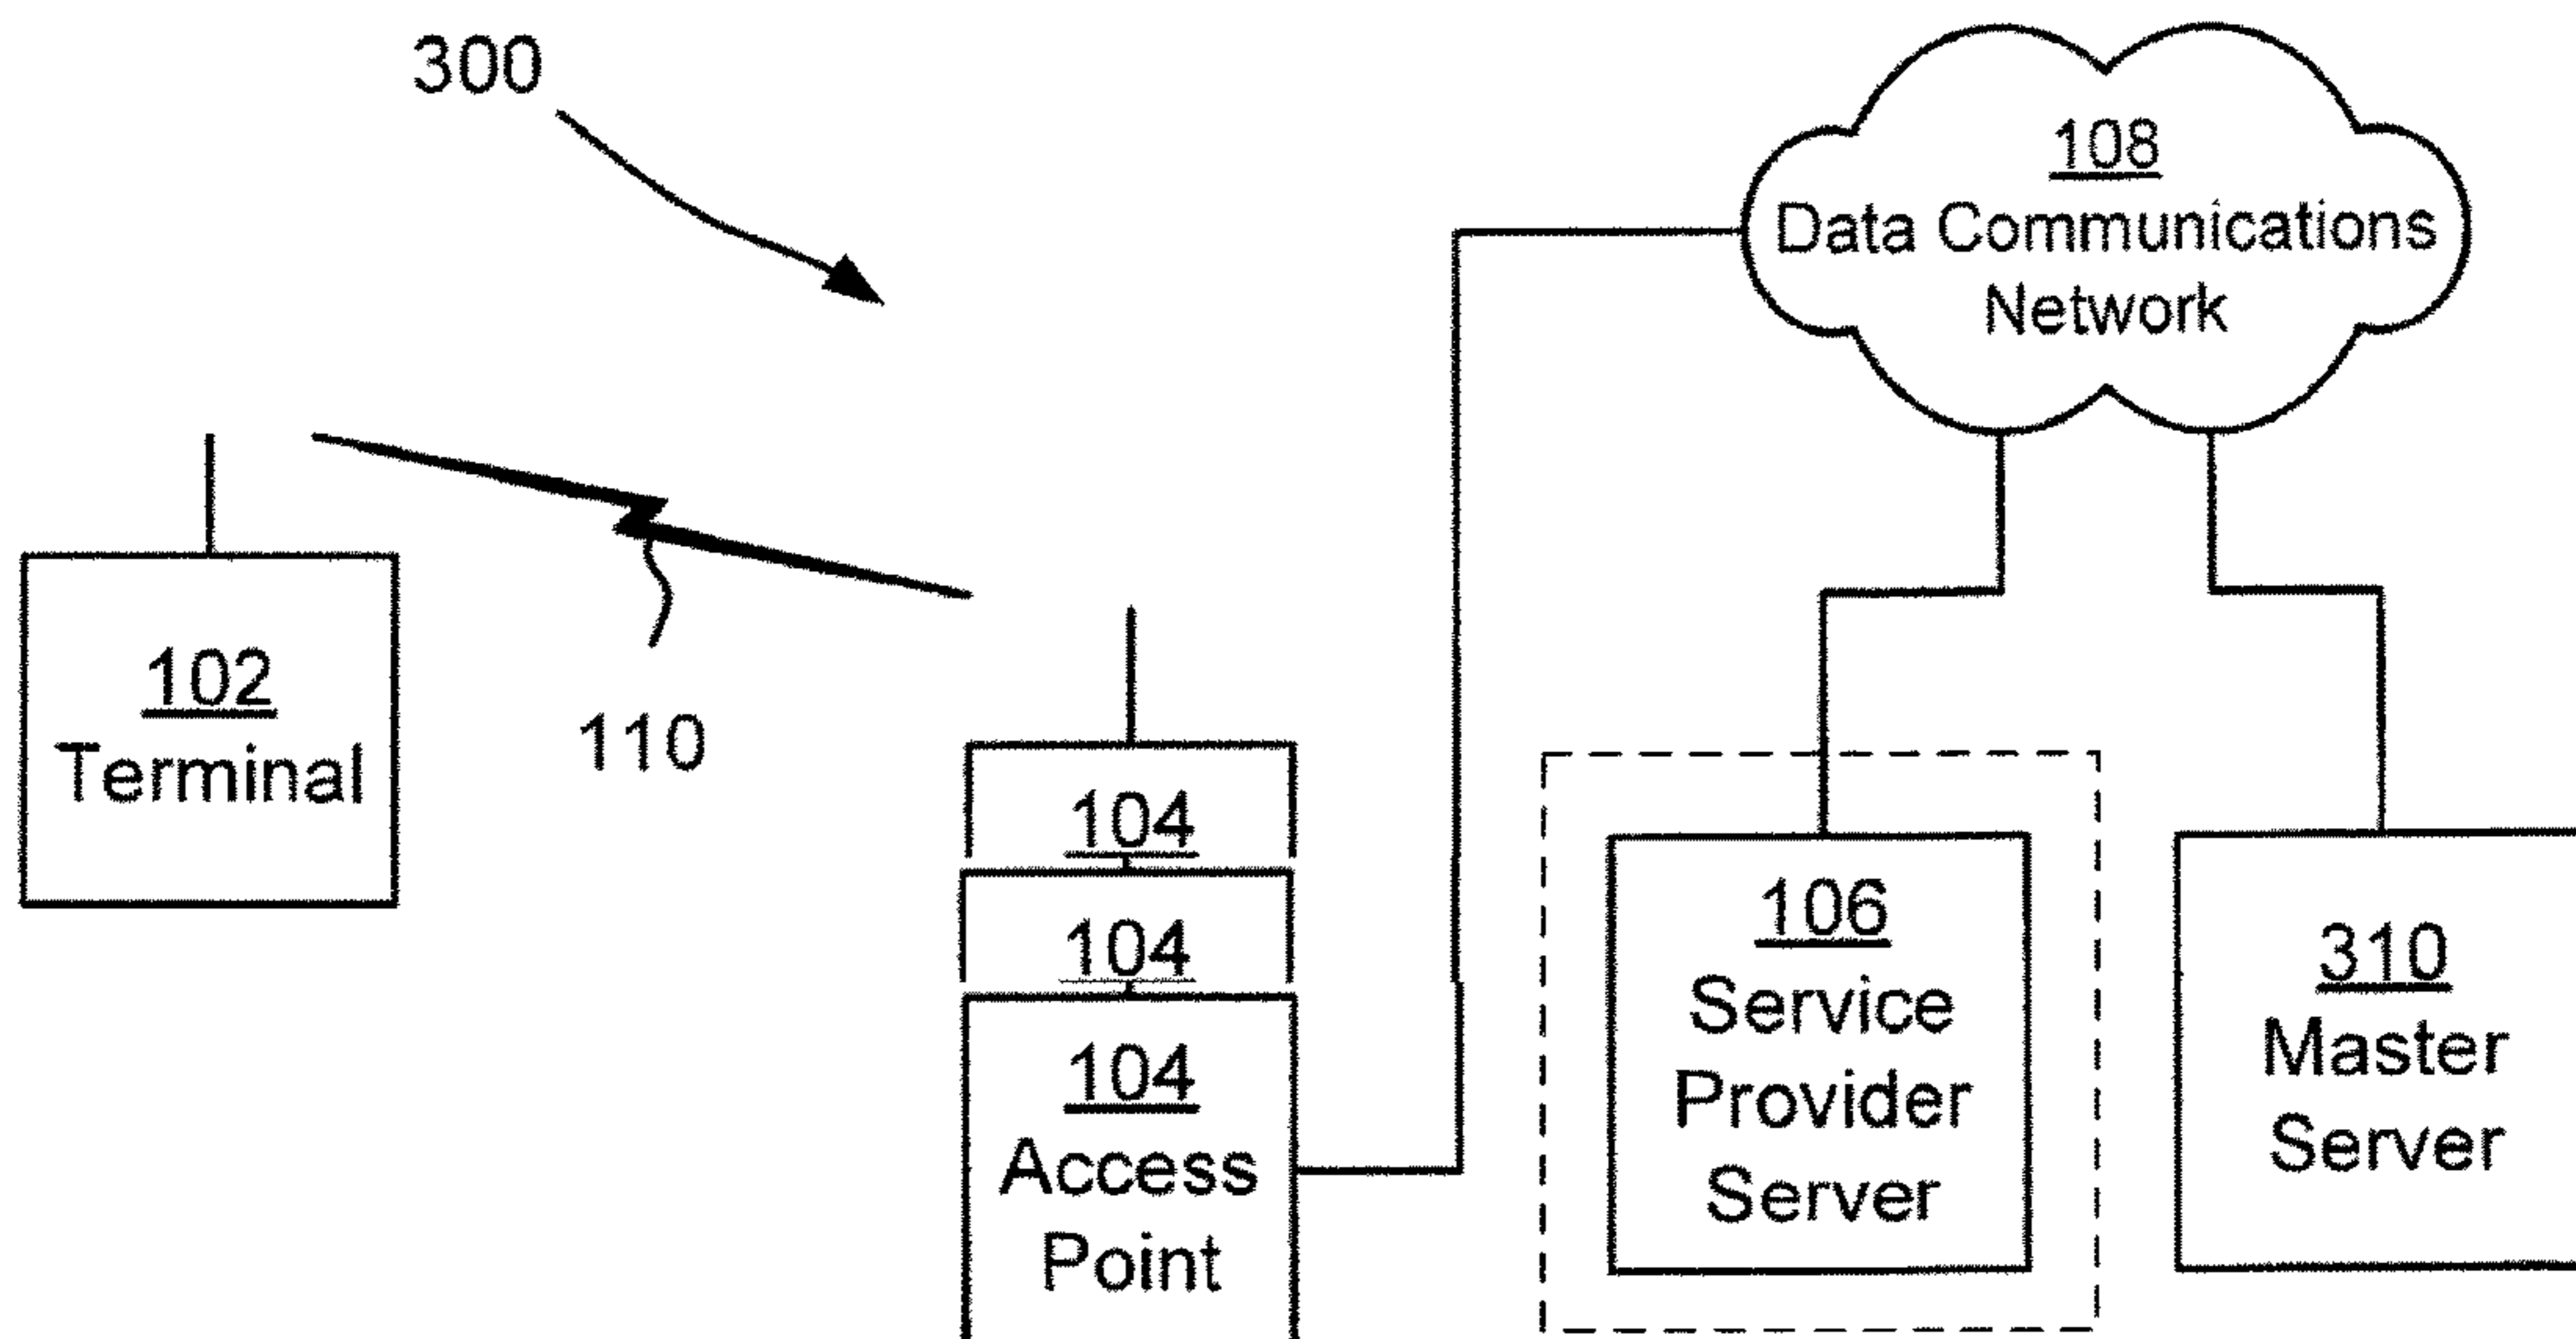 300
108
Data Communications
Network
102
Terminal
110
104
104
104
Access
Point
106
Service
Provider
Server
310
Master
Server